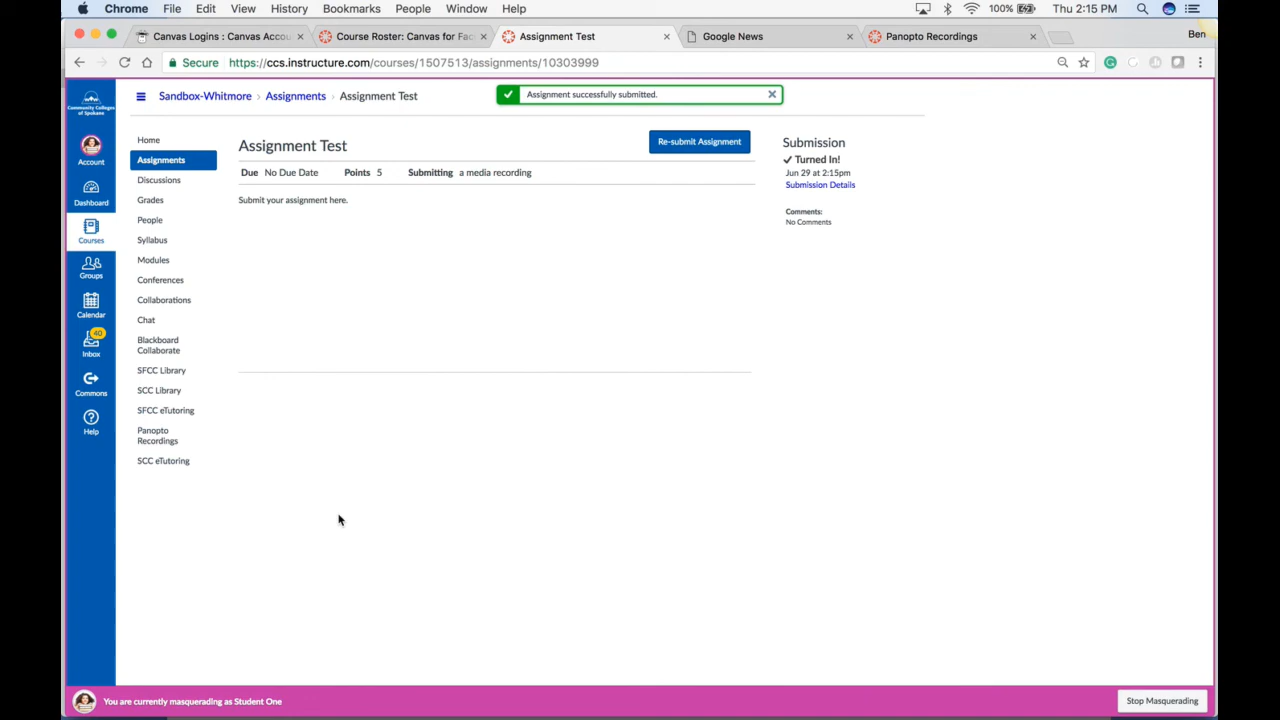 Chrome File Edit View History Bookmarks People Window Help 100% Thu 2:15 PM
Canvas Logins : Canvas Accou Course Roster: Canvas for Fac Assignment Test Google News Panopto Recordings Ben
Secure https://ccs.instructure.com/courses/1507513/assignments/10303999
Community Colleges
of Spokane
Account
Dashboard
Courses
Groups
Calendar
40
Inbox
Commons
Help
Sandbox-Whitmore › Assignments › Assignment Test
Assignment successfully submitted.
Home
Assignments
Discussions
Grades
People
Syllabus
Modules
Conferences
Collaborations
Chat
Blackboard
Collaborate
SFCC Library
SCC Library
SFCC eTutoring
Panopto
Recordings
SCC eTutoring
Assignment Test
Re-submit Assignment
Due No Due Date Points 5 Submitting a media recording
Submit your assignment here.
Submission
✓ Turned In!
Jun 29 at 2:15pm
Submission Details
Comments:
No Comments
You are currently masquerading as Student One
Stop Masquerading